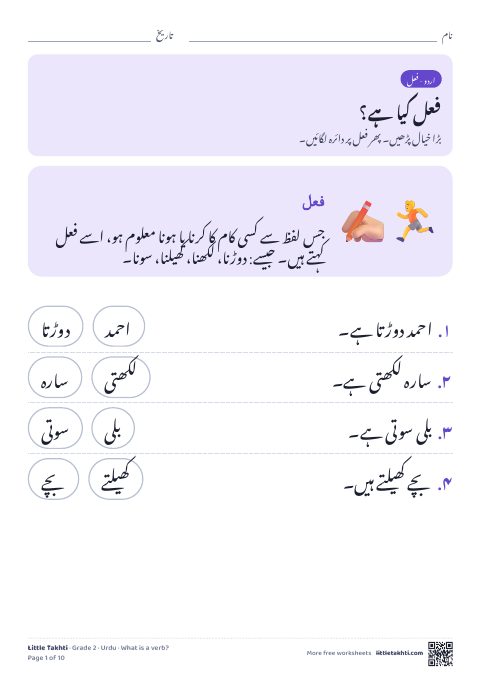 نام تاریخ
اردو · فعل
فعل کیا ہے؟
بڑا خیال پڑھیں۔ پھر فعل پر دائرہ لگائیں۔
فعل
جس لفظ سے کسی کام کا کرنا یا ہونا معلوم ہو، اسے فعل
کہتے ہیں۔ جیسے: دوڑنا، لکھنا، کھیلنا، سونا۔
۱. احمد دوڑتا ہے۔ احمد دوڑتا
۲. سارہ لکھتی ہے۔ لکھتی سارہ
۳. بلی سوتی ہے۔ بلی سوتی
۴. بچے کھیلتے ہیں۔ کھیلتے بچے
Little Takhti · Grade 2 · Urdu · What is a verb?
Page 1 of 10
More free worksheets littletakhti.com